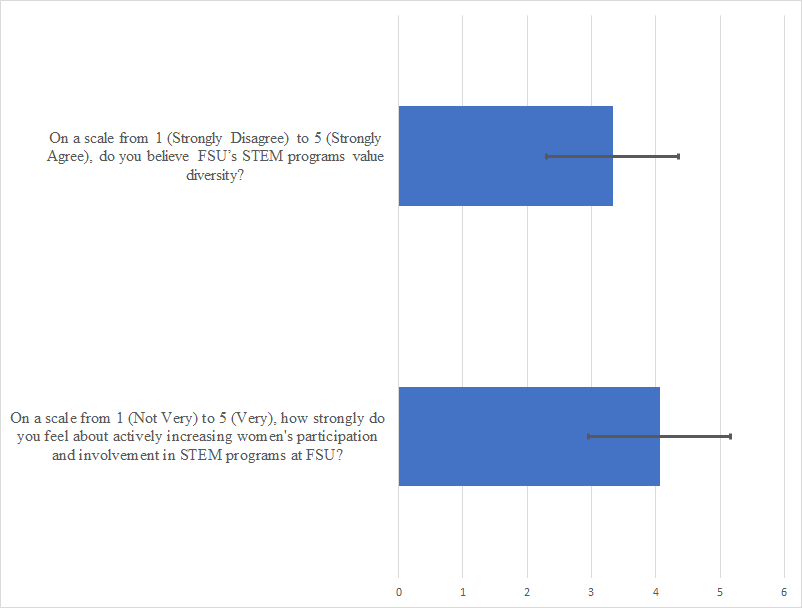 On a scale from 1 (Strongly Disagree) to 5 (Strongly
Agree), do you believe FSU’s STEM programs value
diversity?
On a scale from 1 (Not Very) to 5 (Very), how strongly do
you feel about actively increasing women's participation
and involvement in STEM programs at FSU?
0 1 2 3 4 5 6